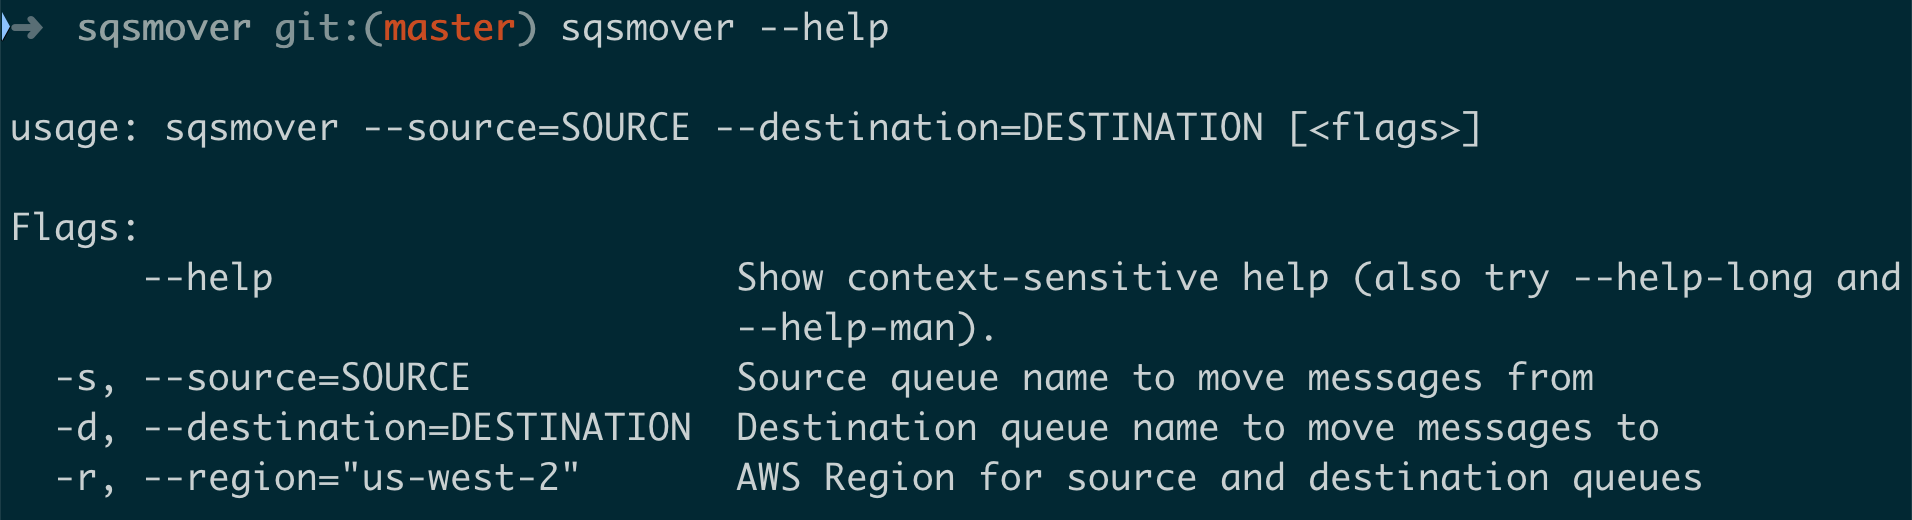 ➜ sqsmover git:(master) sqsmover --help
usage: sqsmover --source=SOURCE --destination=DESTINATION [<flags>]
Flags:
--help Show context-sensitive help (also try --help-long and
--help-man).
-s, --source=SOURCE Source queue name to move messages from
-d, --destination=DESTINATION Destination queue name to move messages to
-r, --region="us-west-2" AWS Region for source and destination queues